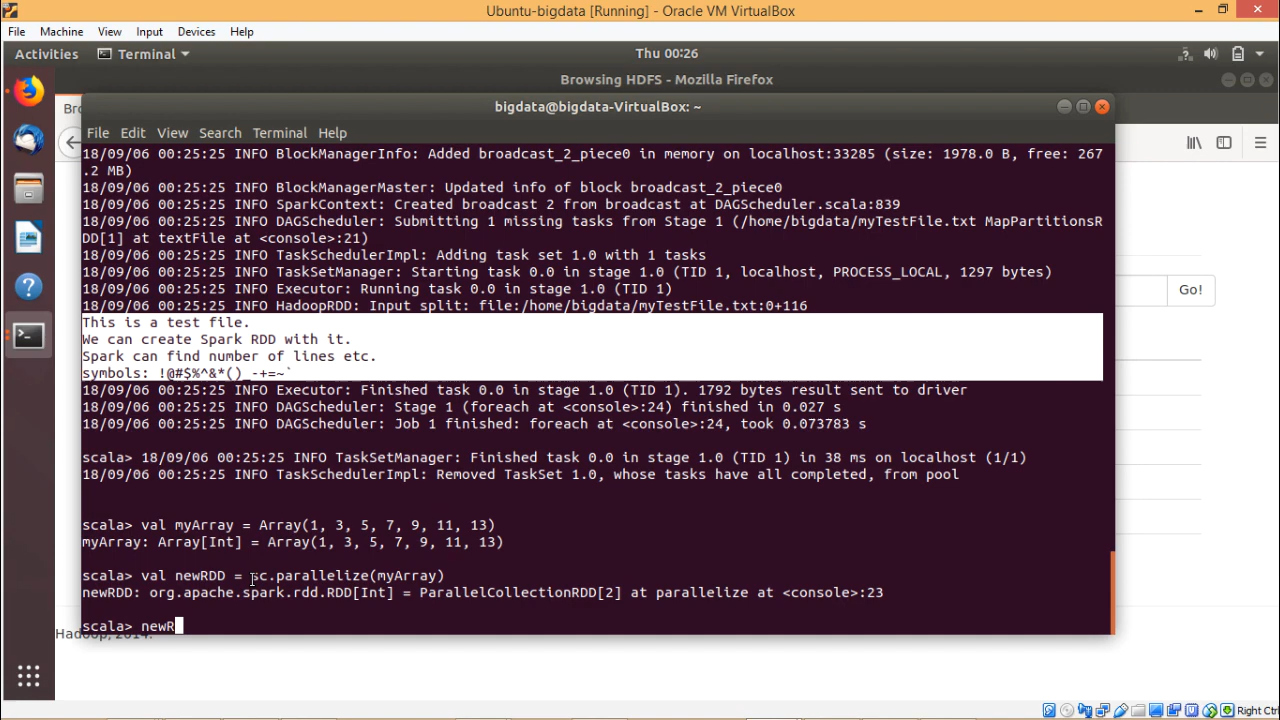 Ubuntu-bigdata [Running] - Oracle VM VirtualBox
File Machine View Input Devices Help
Activities Terminal Thu 00:26
Browsing HDFS - Mozilla Firefox
Bro
bigdata@bigdata-VirtualBox: ~
File Edit View Search Terminal Help
18/09/06 00:25:25 INFO BlockManagerInfo: Added broadcast_2_piece0 in memory on localhost:33285 (size: 1978.0 B, free: 267
.2 MB)
18/09/06 00:25:25 INFO BlockManagerMaster: Updated info of block broadcast_2_piece0
18/09/06 00:25:25 INFO SparkContext: Created broadcast 2 from broadcast at DAGScheduler.scala:839
18/09/06 00:25:25 INFO DAGScheduler: Submitting 1 missing tasks from Stage 1 (/home/bigdata/myTestFile.txt MapPartitionsR
DD[1] at textFile at <console>:21)
18/09/06 00:25:25 INFO TaskSchedulerImpl: Adding task set 1.0 with 1 tasks
18/09/06 00:25:25 INFO TaskSetManager: Starting task 0.0 in stage 1.0 (TID 1, localhost, PROCESS_LOCAL, 1297 bytes)
18/09/06 00:25:25 INFO Executor: Running task 0.0 in stage 1.0 (TID 1)
18/09/06 00:25:25 INFO HadoopRDD: Input split: file:/home/bigdata/myTestFile.txt:0+116
This is a test file.
We can create Spark RDD with it.
Spark can find number of lines etc.
symbols: !@#$%^&*()_-+=~`
18/09/06 00:25:25 INFO Executor: Finished task 0.0 in stage 1.0 (TID 1). 1792 bytes result sent to driver
18/09/06 00:25:25 INFO DAGScheduler: Stage 1 (foreach at <console>:24) finished in 0.027 s
18/09/06 00:25:25 INFO DAGScheduler: Job 1 finished: foreach at <console>:24, took 0.073783 s
scala> 18/09/06 00:25:25 INFO TaskSetManager: Finished task 0.0 in stage 1.0 (TID 1) in 38 ms on localhost (1/1)
18/09/06 00:25:25 INFO TaskSchedulerImpl: Removed TaskSet 1.0, whose tasks have all completed, from pool
scala> val myArray = Array(1, 3, 5, 7, 9, 11, 13)
myArray: Array[Int] = Array(1, 3, 5, 7, 9, 11, 13)
scala> val newRDD = sc.parallelize(myArray)
newRDD: org.apache.spark.rdd.RDD[Int] = ParallelCollectionRDD[2] at parallelize at <console>:23
scala> newR
Go!
Hadoop, 2014.
Right Ctrl